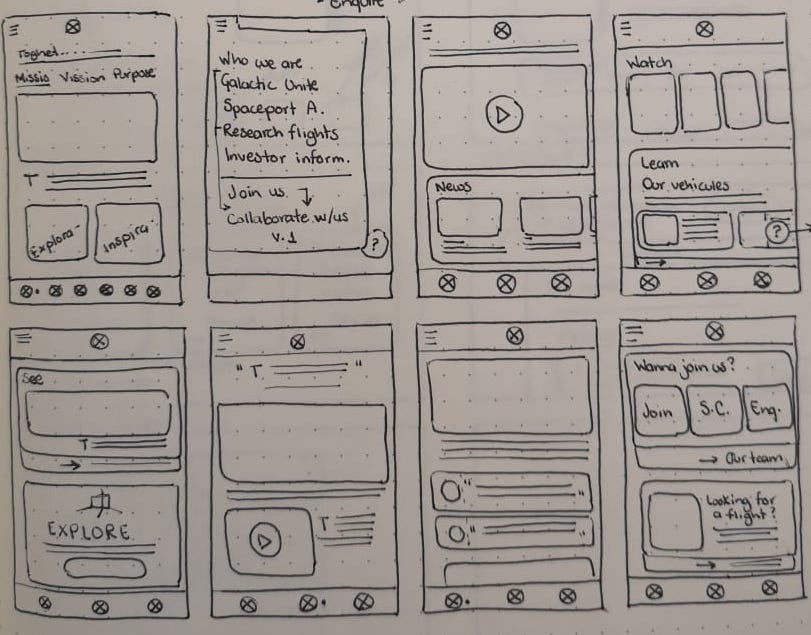 - Enquire
Togthed....
Missio Vission Purpose
T
Explora-
Inspira-
Who we are
Galactic Unite
Spaceport A.
Research flights
Investor inform.
Join us
Collaborate w/us
v.1
?
News
Watch
Learn
Our vehicules
?
See
T
EXPLORE
" T "
T
" "
" "
Wanna join us?
Join S.C. Eng.
→ Our team
Looking for
a flight?